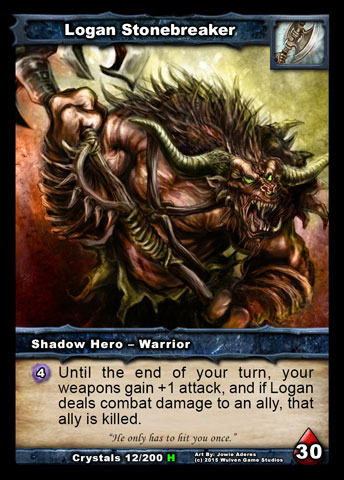 Logan Stonebreaker
Shadow Hero – Warrior
4 Until the end of your turn, your
weapons gain +1 attack, and if Logan
deals combat damage to an ally, that
ally is killed.
"He only has to hit you once."
Crystals 12/200 H
Art By: Jowie Aderes
(c) 2015 Wulven Game Studios
30